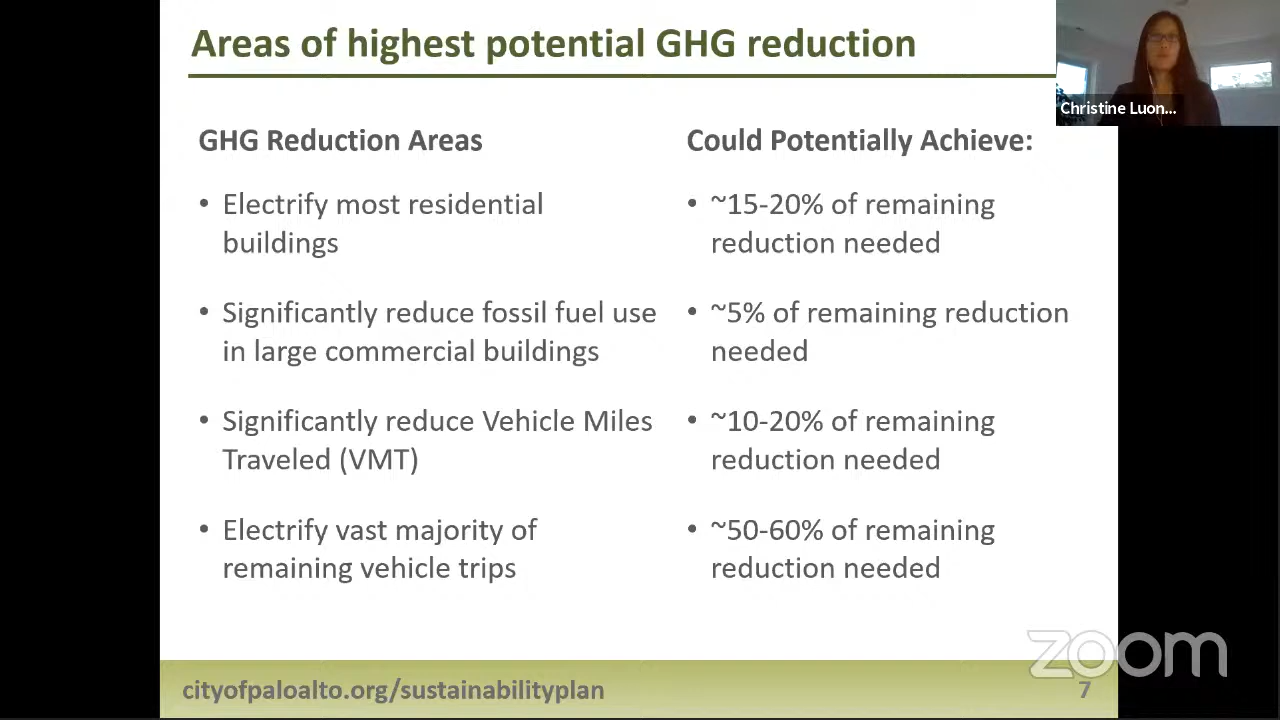 Areas of highest potential GHG reduction
Christine Luon...
GHG Reduction Areas
Could Potentially Achieve:
• Electrify most residential
buildings
• ~15-20% of remaining
reduction needed
• Significantly reduce fossil fuel use
in large commercial buildings
• ~5% of remaining reduction
needed
• Significantly reduce Vehicle Miles
Traveled (VMT)
• ~10-20% of remaining
reduction needed
• Electrify vast majority of
remaining vehicle trips
• ~50-60% of remaining
reduction needed
zoom
cityofpaloalto.org/sustainabilityplan
7